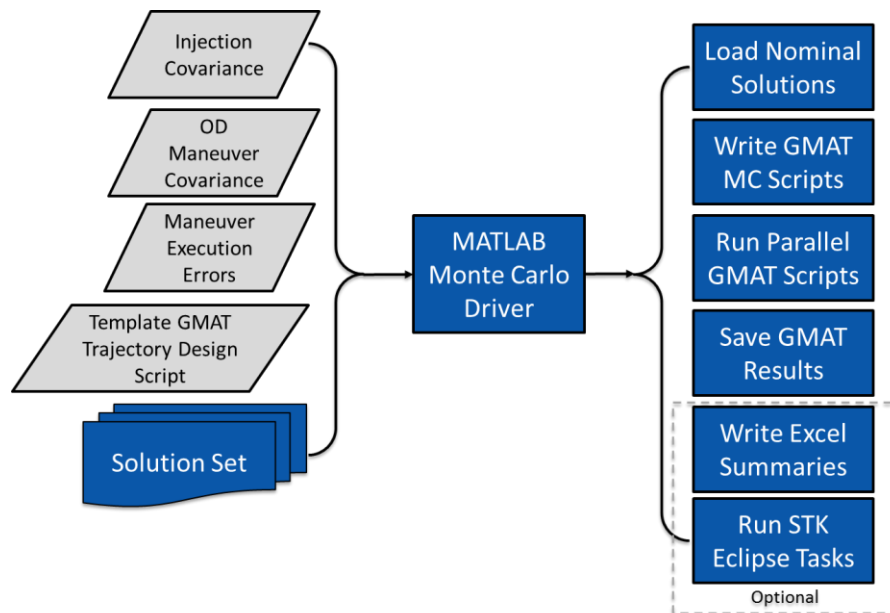 Injection
Covariance
OD
Maneuver
Covariance
Maneuver
Execution
Errors
Template GMAT
Trajectory Design
Script
Solution Set
MATLAB
Monte Carlo
Driver
Load Nominal
Solutions
Write GMAT
MC Scripts
Run Parallel
GMAT Scripts
Save GMAT
Results
Write Excel
Summaries
Run STK
Eclipse Tasks
Optional